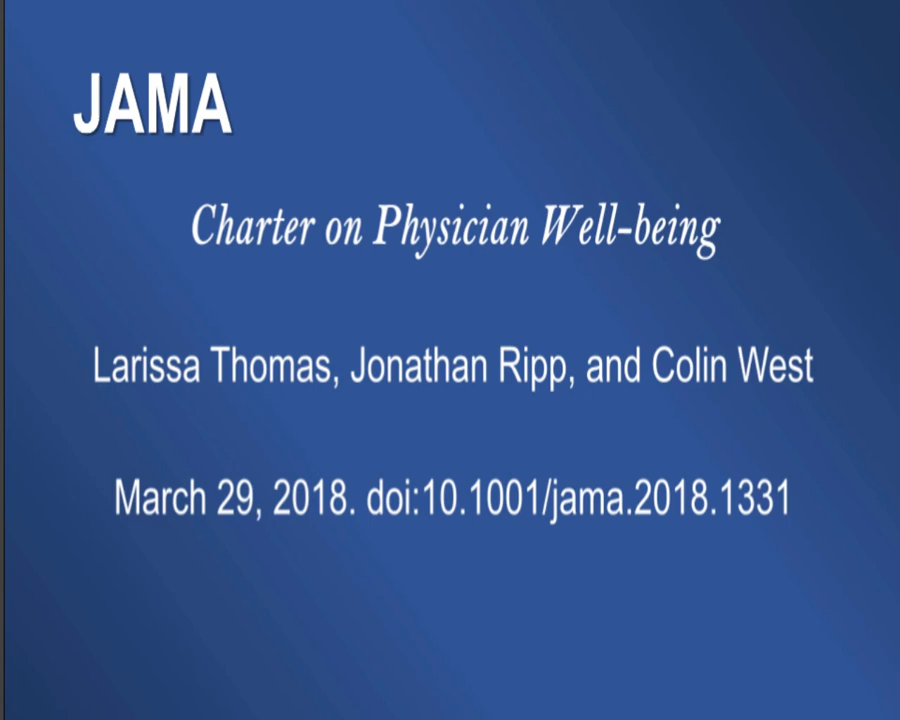 JAMA
Charter on Physician Well-being
Larissa Thomas, Jonathan Ripp, and Colin West
March 29, 2018. doi:10.1001/jama.2018.1331